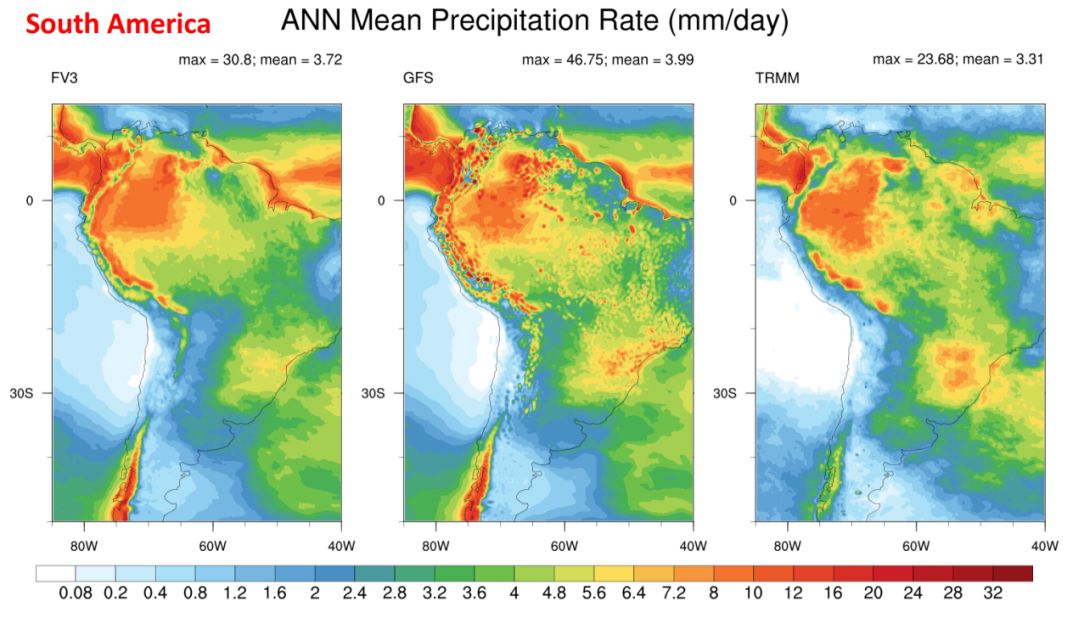 South America
ANN Mean Precipitation Rate (mm/day)
max = 30.8; mean = 3.72
max = 46.75; mean = 3.99
max = 23.68; mean = 3.31
FV3
GFS
TRMM
0
0
0
30S
30S
30S
80W 60W 40W
80W 60W 40W
80W 60W 40W
0.08 0.2 0.4 0.8 1.2 1.6 2 2.4 2.8 3.2 3.6 4 4.8 5.6 6.4 7.2 8 10 12 16 20 24 28 32